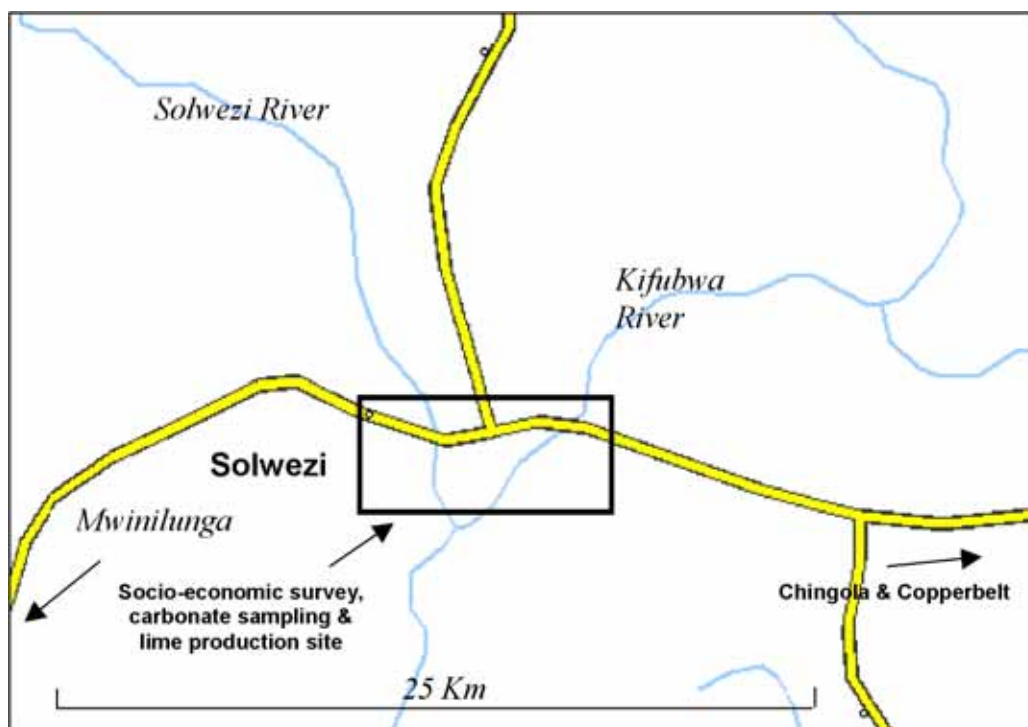 Solwezi River
Kifubwa
River
Solwezi
Mwinilunga
Socio-economic survey,
carbonate sampling &
lime production site
Chingola & Copperbelt
25 Km